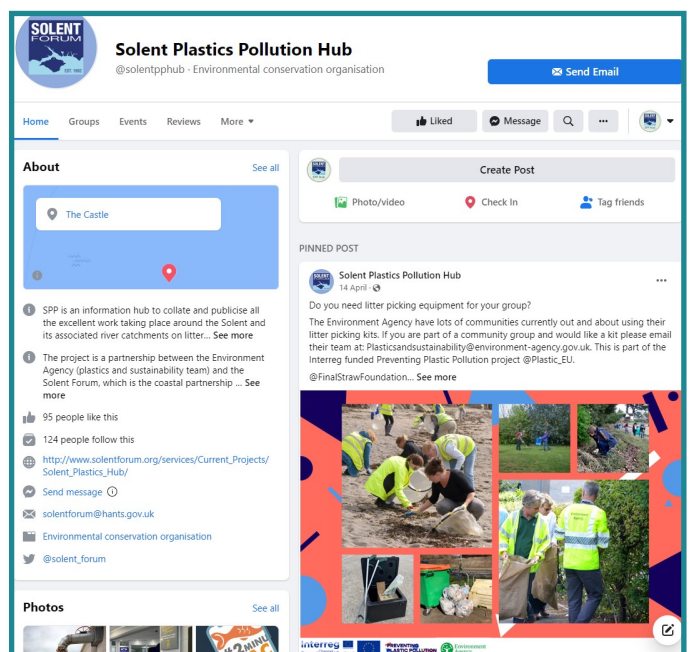 SOLENT
FORUM
EST. 1992
Solent Plastics Pollution Hub
@solentpphub · Environmental conservation organisation
Send Email
Home Groups Events Reviews More
Liked Message
About See all
The Castle
SPP is an information hub to collate and publicise all
the excellent work taking place around the Solent and
its associated river catchments on litter... See more
The project is a partnership between the Environment
Agency (plastics and sustainability team) and the
Solent Forum, which is the coastal partnership ... See
more
95 people like this
124 people follow this
http://www.solentforum.org/services/Current_Projects/
Solent_Plastics_Hub/
Send message
solentforum@hants.gov.uk
Environmental conservation organisation
@solent_forum
Photos See all
2MINU
Create Post
Photo/video Check In Tag friends
PINNED POST
Solent Plastics Pollution Hub
14 April ·
Do you need litter picking equipment for your group?
The Environment Agency have lots of communities currently out and about using their
litter picking kits. If you are part of a community group and would like a kit please email
their team at: Plasticsandsustainability@environment-agency.gov.uk. This is part of the
Interreg funded Preventing Plastic Pollution project @Plastic_EU.
@FinalStrawFoundation... See more
Interreg PREVENTING PLASTIC POLLUTION Environment Agency